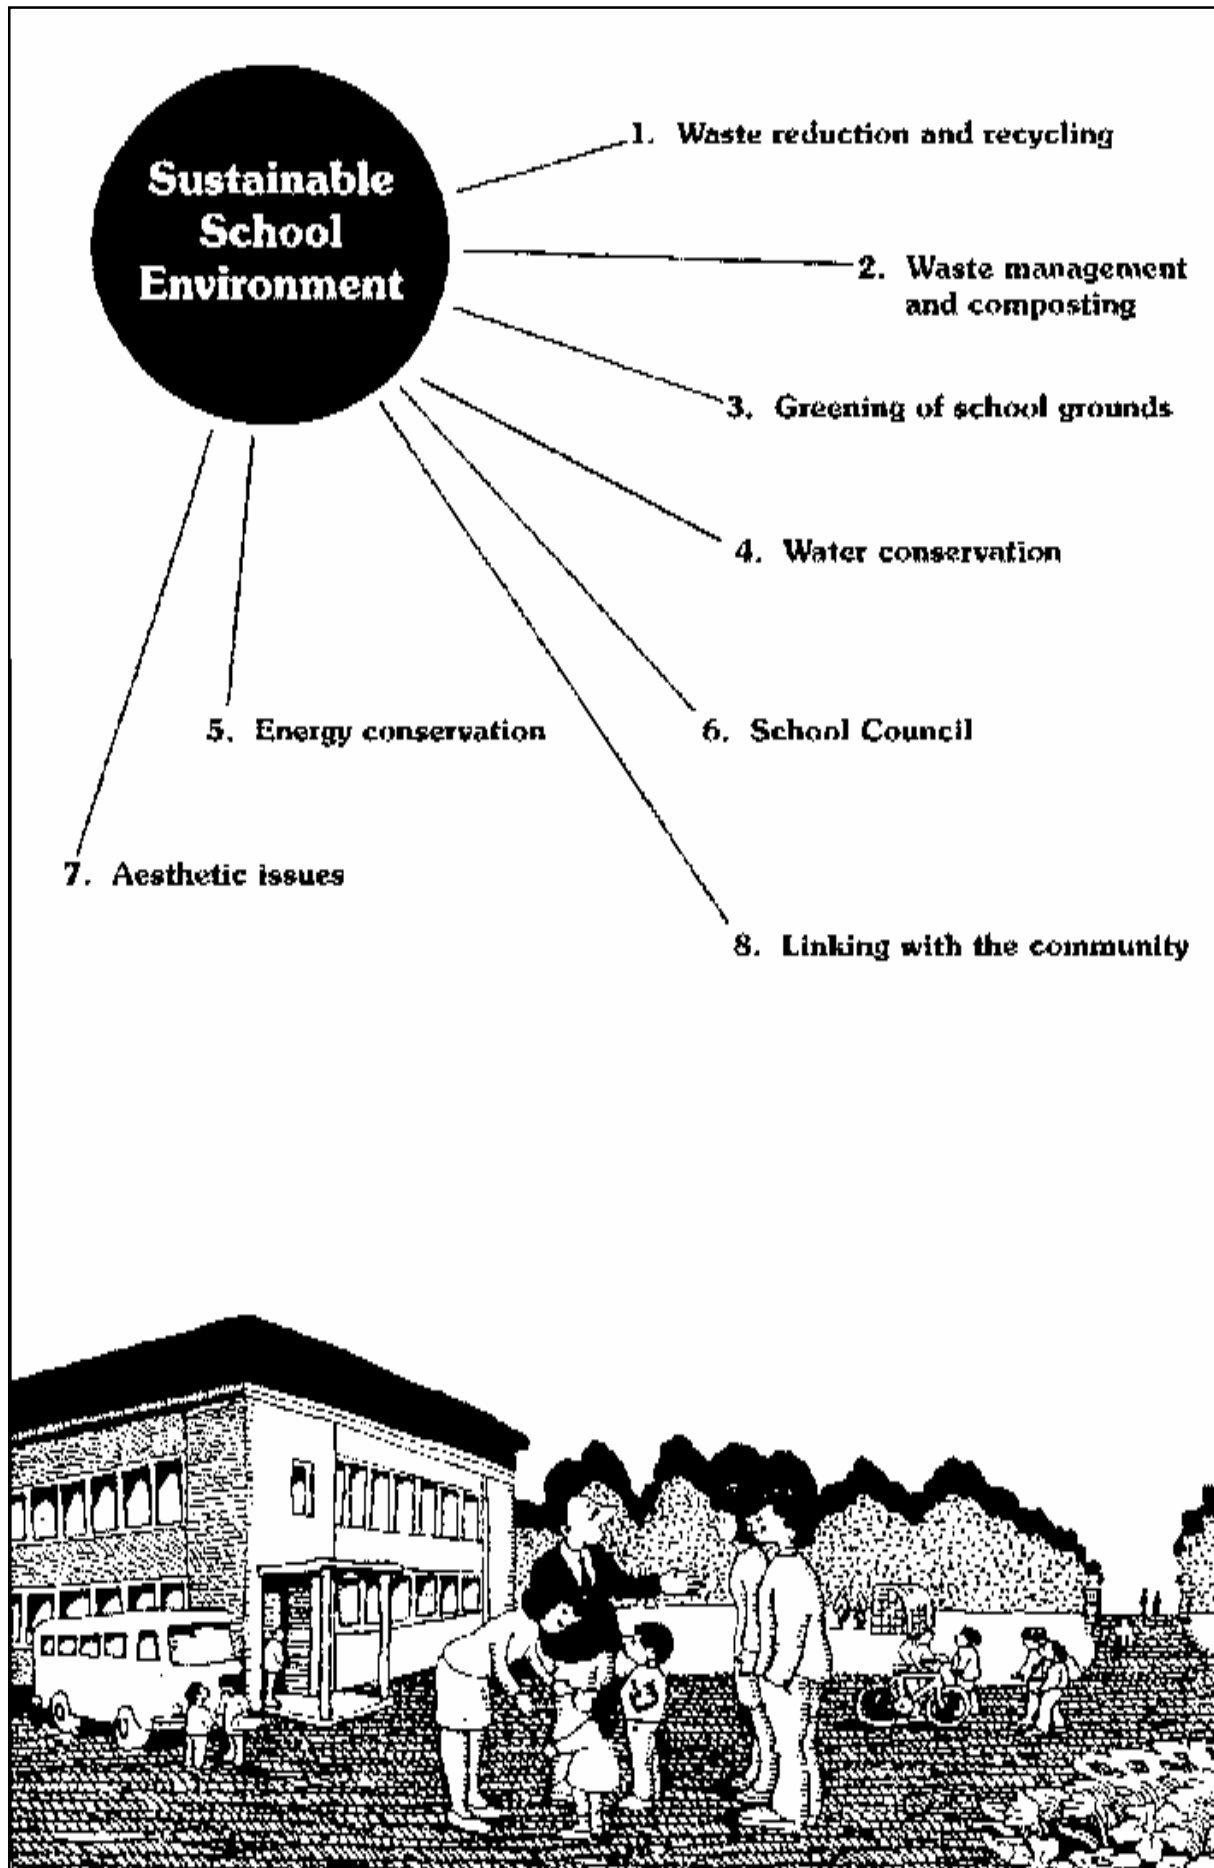 Sustainable
School
Environment
1. Waste reduction and recycling
2. Waste management
and composting
3. Greening of school grounds
4. Water conservation
5. Energy conservation
6. School Council
7. Aesthetic issues
8. Linking with the community